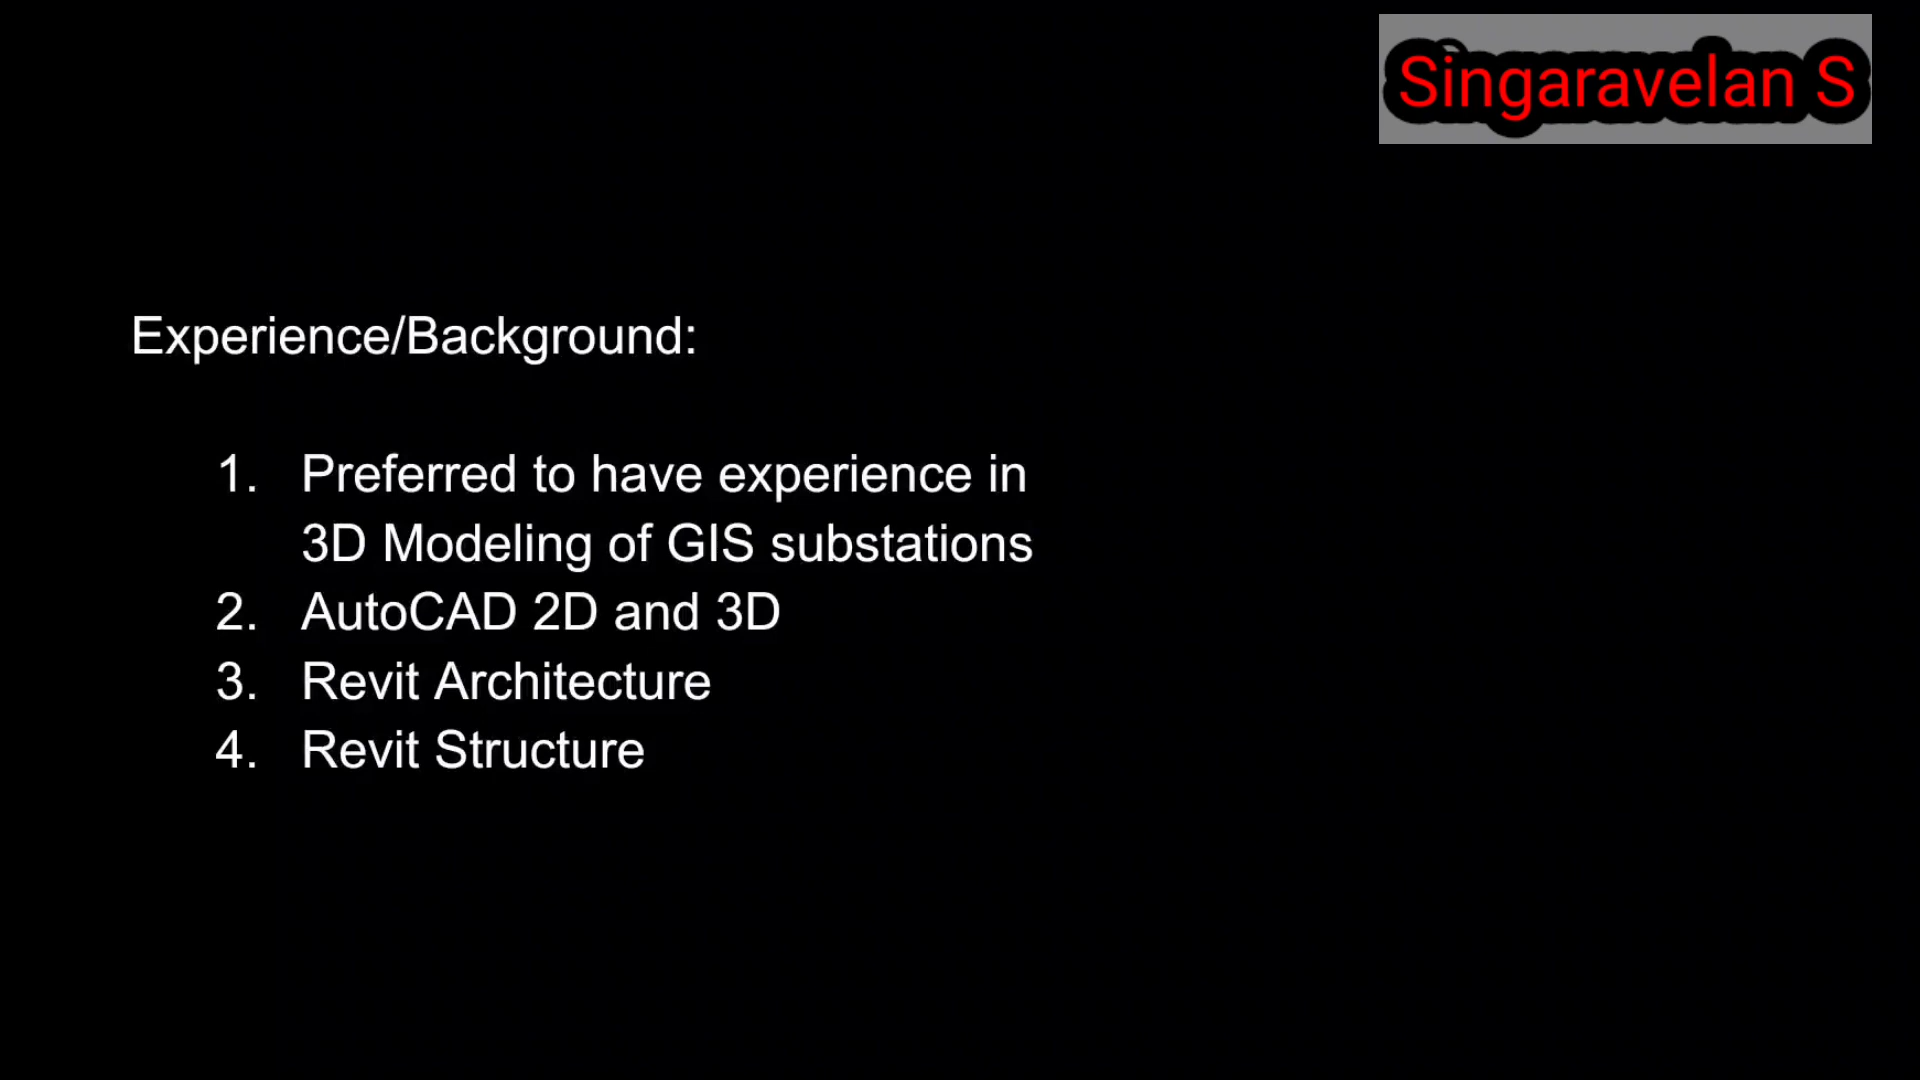 Singaravelan S
Experience/Background:
1. Preferred to have experience in
3D Modeling of GIS substations
2. AutoCAD 2D and 3D
3. Revit Architecture
4. Revit Structure